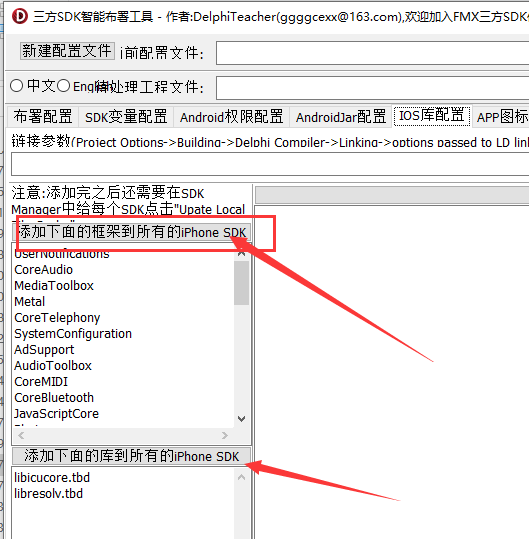 三方SDK智能布署工具 - 作者:DelphiTeacher(ggggcexx@163.com),欢迎加入FMX三方SDK
新建配置文件 前配置文件:
中文 English 待处理工程文件:
布署配置 SDK变量配置 Android权限配置 AndroidJar配置 IOS库配置 APP图标
链接参数(Project Options->Building->Delphi Compiler->Linking->options passed to LD lin
注意:添加完之后还需要在SDK
Manager中给每个SDK点击"Upate Local
添加下面的框架到所有的iPhone SDK
UserNotifications
CoreAudio
MediaToolbox
Metal
CoreTelephony
SystemConfiguration
AdSupport
AudioToolbox
CoreMIDI
CoreBluetooth
JavaScriptCore
添加下面的库到所有的iPhone SDK
libicucore.tbd
libresolv.tbd